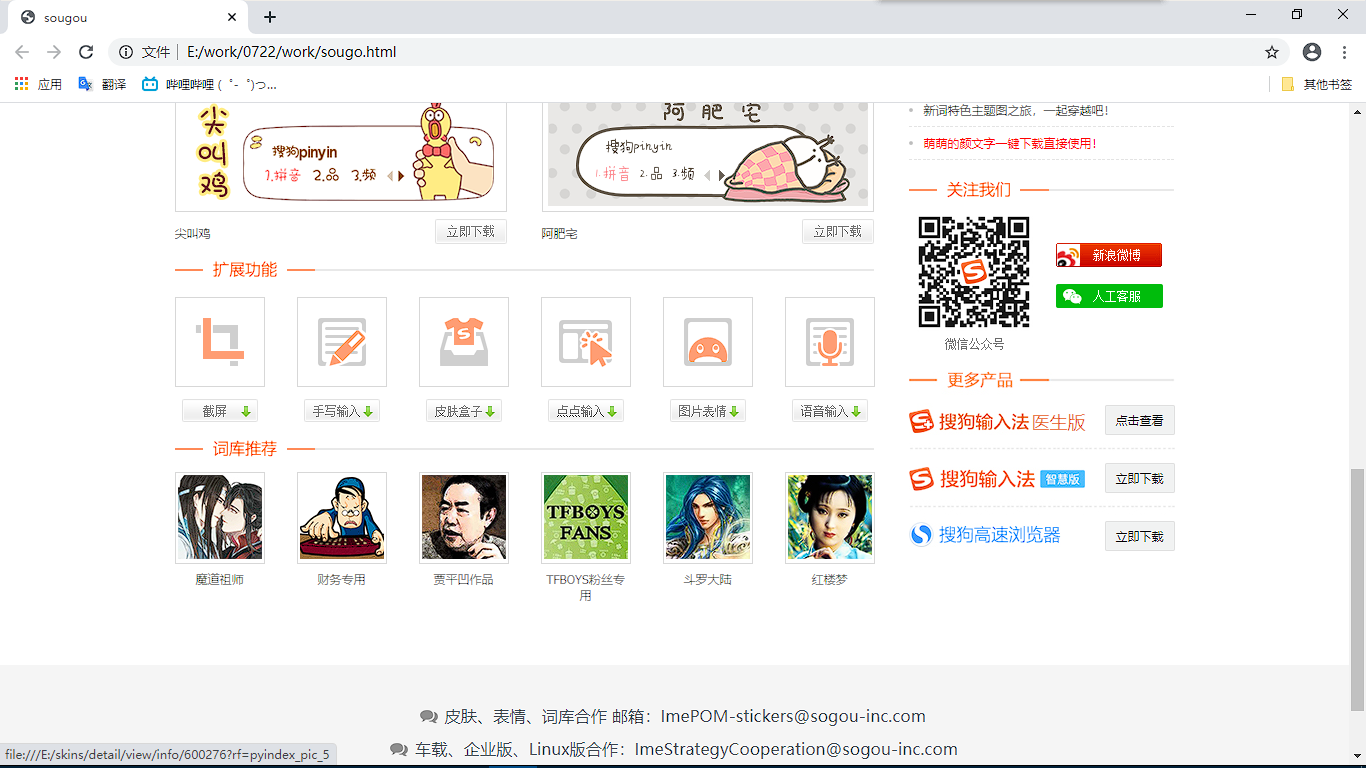 sougou
文件 E:/work/0722/work/sougo.html
应用 翻译 哔哩哔哩 (゜-゜)つ... 其他书签
尖叫鸡
搜狗pinyin
1.拼音 2.品 3.频
阿肥宅
搜狗pinyin
1.拼音 2.品 3.频
尖叫鸡 立即下载
阿肥宅 立即下载
扩展功能
截屏 手写输入 皮肤盒子 点点输入 图片表情 语音输入
词库推荐
TFBOYS
FANS
魔道祖师 财务专用 贾平凹作品 TFBOYS粉丝专用 斗罗大陆 红楼梦
新词特色主题图之旅，一起穿越吧！
萌萌的颜文字一键下载直接使用！
关注我们
新浪微博
人工客服
微信公众号
更多产品
搜狗输入法 医生版 点击查看
搜狗输入法 智慧版 立即下载
搜狗高速浏览器 立即下载
皮肤、表情、词库合作 邮箱：ImePOM-stickers@sogou-inc.com
车载、企业版、Linux版合作：ImeStrategyCooperation@sogou-inc.com
file:///E:/skins/detail/view/info/600276?rf=pyindex_pic_5